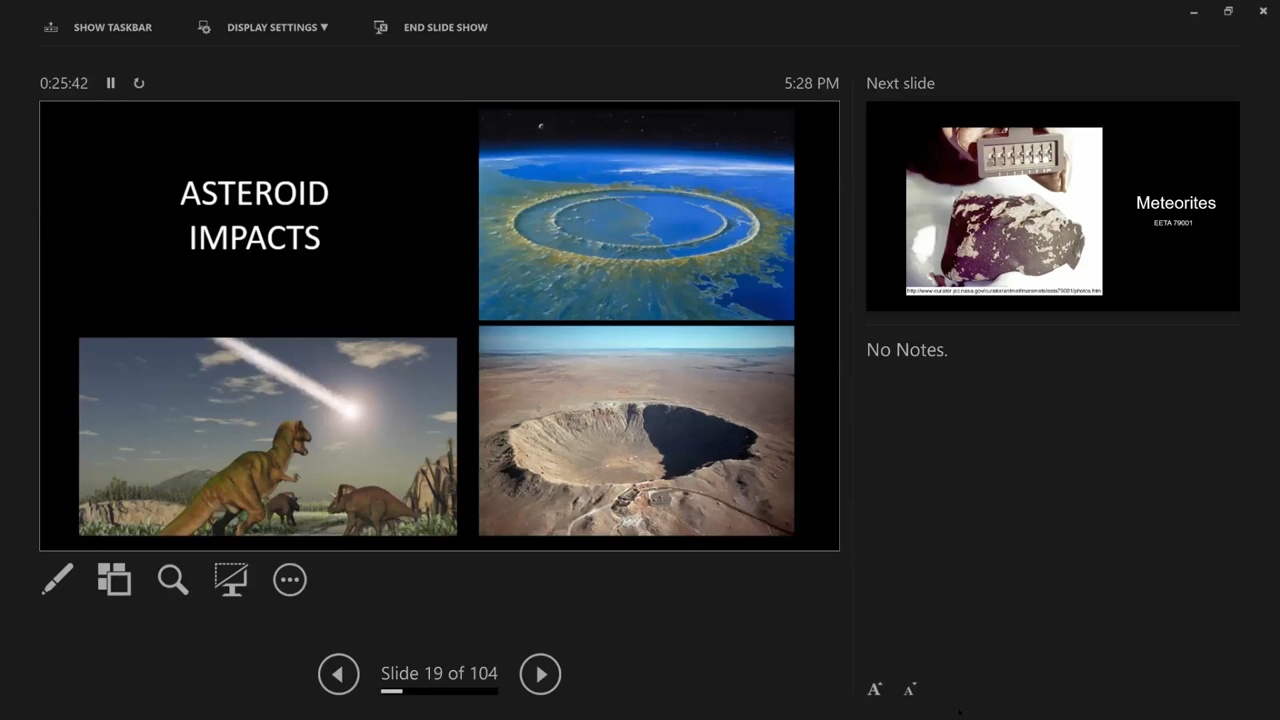 SHOW TASKBAR
DISPLAY SETTINGS ▼
END SLIDE SHOW
0:25:42
5:28 PM
Next slide
ASTEROID
IMPACTS
Meteorites
EETA 79001
No Notes.
Slide 19 of 104
A
A